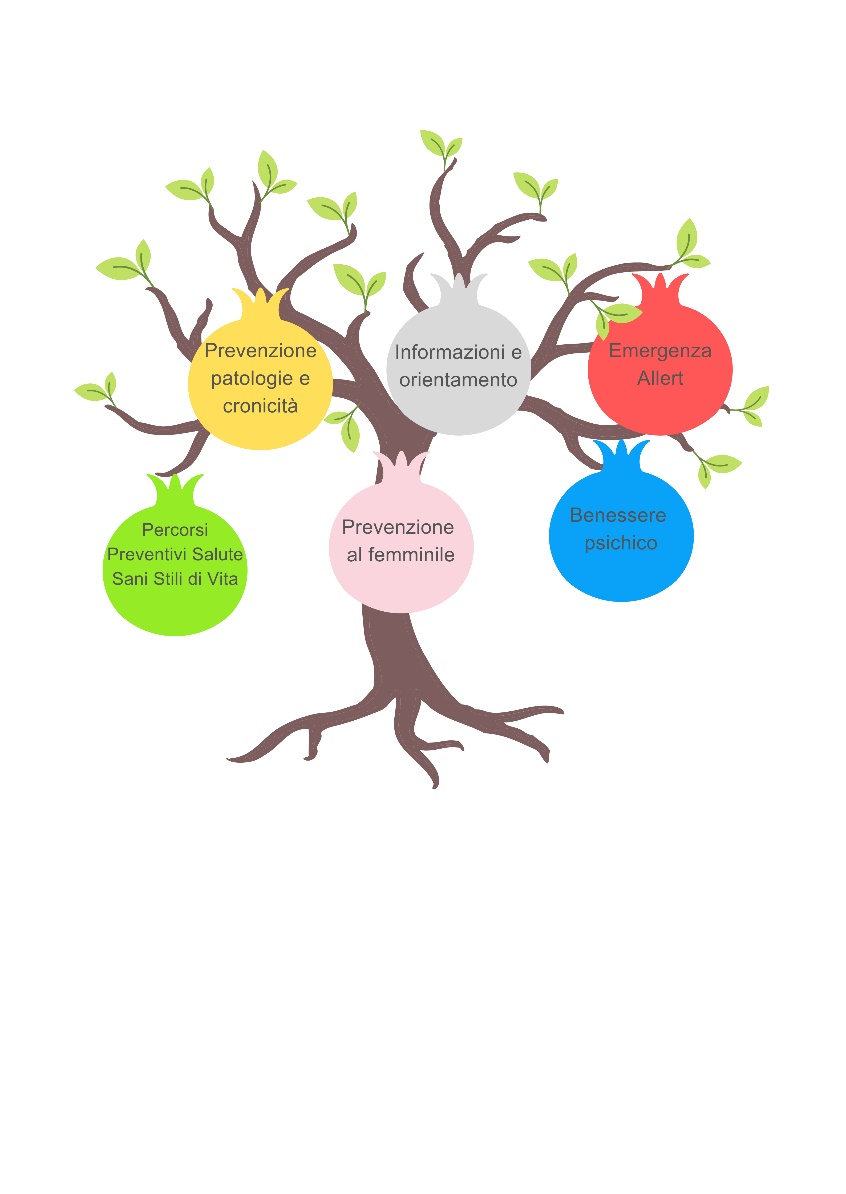 Prevenzione
patologie e
cronicità
Informazioni e
orientamento
Emergenza
Allert
Percorsi
Preventivi Salute
Sani Stili di Vita
Prevenzione
al femminile
Benessere
psichico